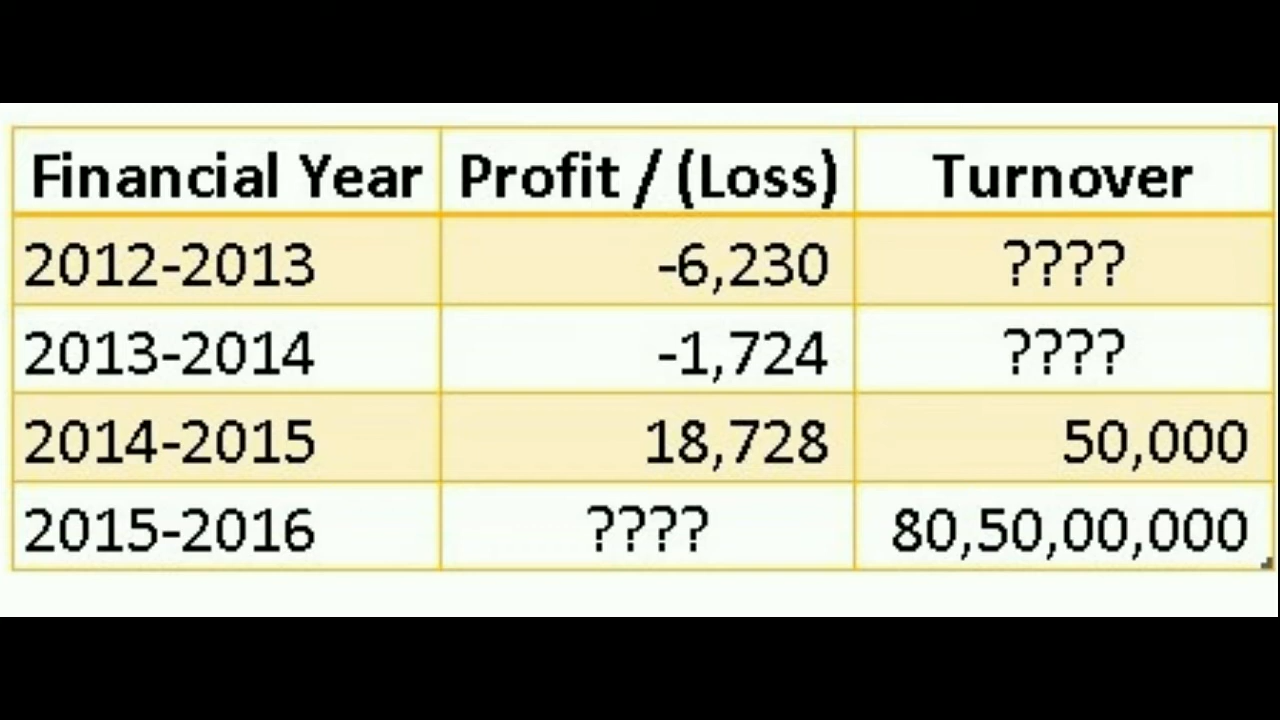 Financial Year Profit / (Loss) Turnover
2012-2013 -6,230 ????
2013-2014 -1,724 ????
2014-2015 18,728 50,000
2015-2016 ???? 80,50,00,000